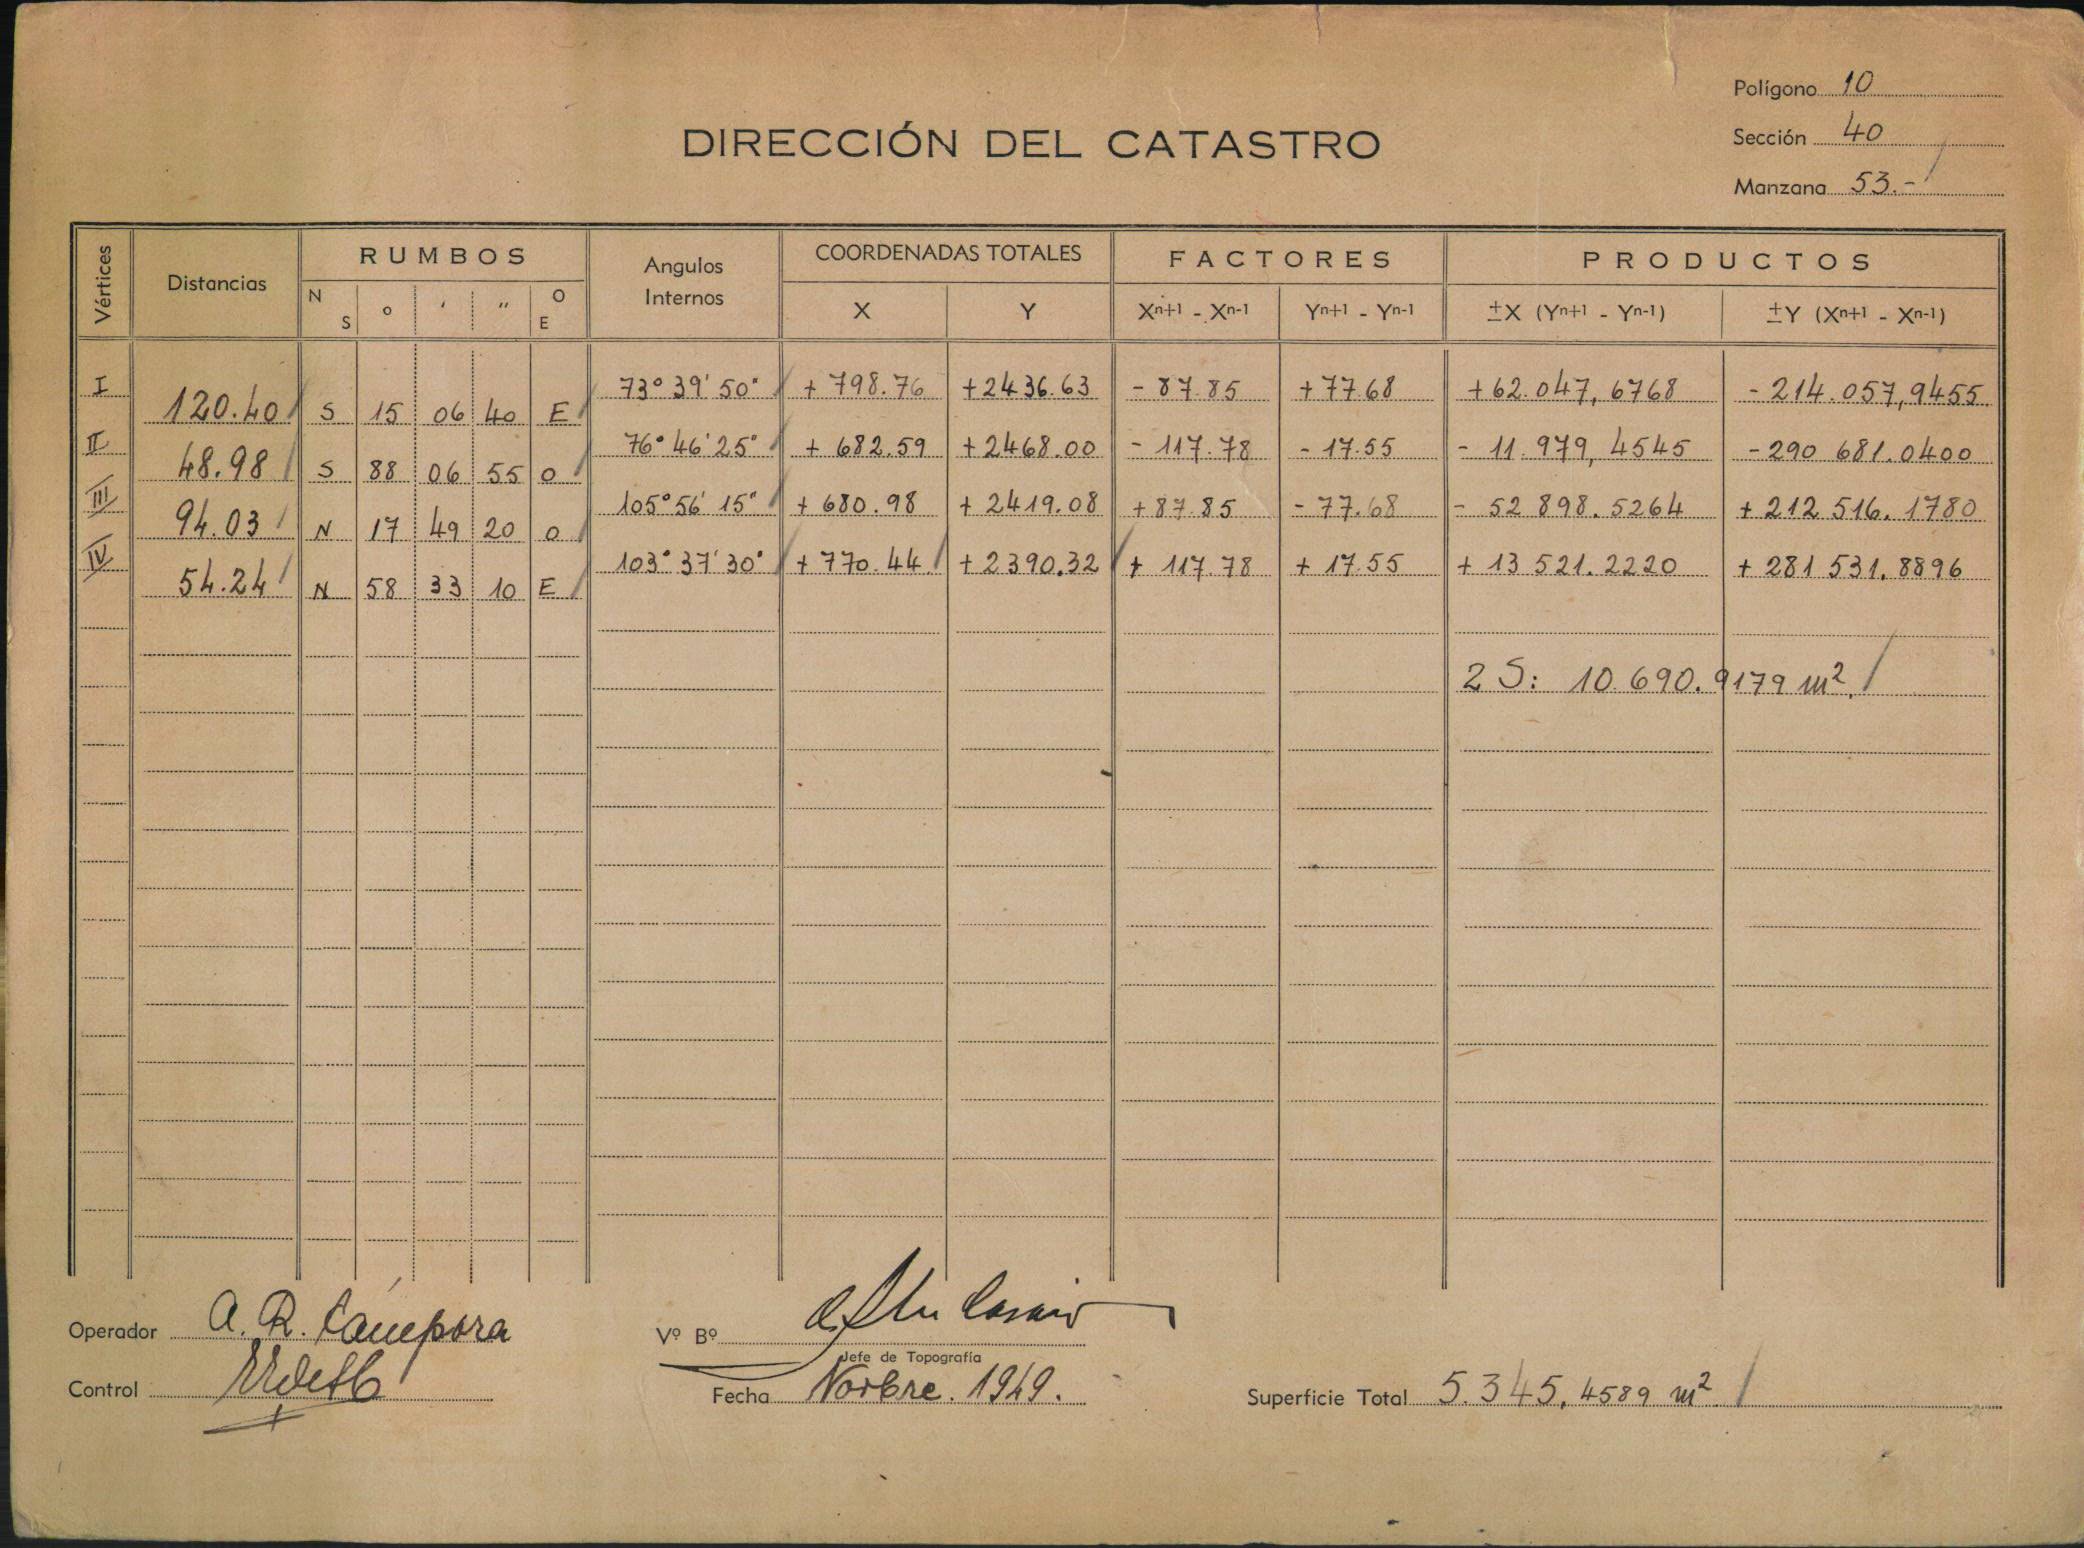 Polígono 10
DIRECCIÓN DEL CATASTRO
Sección 40
Manzana 53.-
Vértices Distancias RUMBOS Angulos Internos COORDENADAS TOTALES FACTORES PRODUCTOS
N S ° ' " O E X Y Xn+1 - Xn-1 Yn+1 - Yn-1 ±X (Yn+1 - Yn-1) ±Y (Xn+1 - Xn-1)
I 73° 39' 50" + 798.76 +2436.63 - 87.85 + 77.68 + 62.047,6768 - 214.057,9455
120.40 S 15 06 40 E
II 76° 46' 25" + 682.59 +2468.00 - 117.78 - 17.55 - 11.979,4545 - 290 681.0400
48.98 S 88 06 55 O
III 105° 56' 15" + 680.98 + 2419.08 + 87.85 - 77.68 - 52 898.5264 + 212 516.1780
94.03 N 17 49 20 O
IV 103° 37' 30" + 770.44 + 2390.32 + 117.78 + 17.55 + 13 521.2220 + 281 531.8896
54.24 N 58 33 10 E
2 S: 10.690.9179 m².
Operador A. R. Cámpora
Vº Bº
Jefe de Topografía
Control
Fecha Novbre. 1949.
Superficie Total 5.345,4589 m²